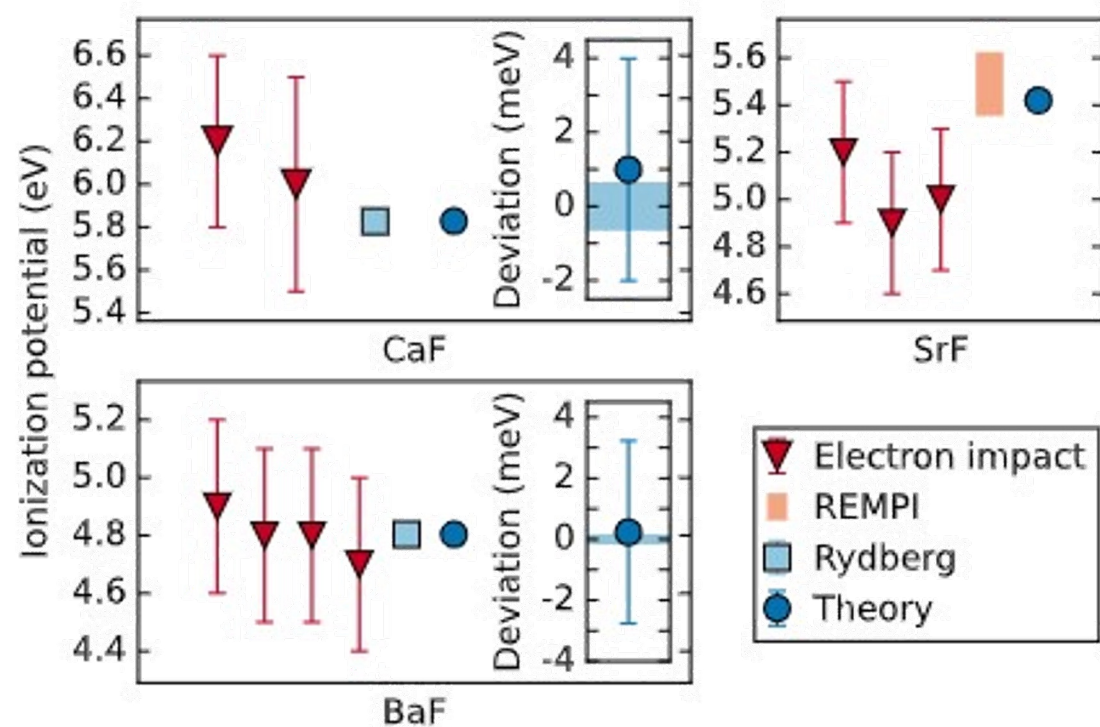 Ionization potential (eV)
6.6
6.4
6.2
6.0
5.8
5.6
5.4
CaF
Deviation (meV)
4
2
0
-2
5.6
5.4
5.2
5.0
4.8
4.6
SrF
5.2
5.0
4.8
4.6
4.4
BaF
Deviation (meV)
4
2
0
-2
-4
Electron impact
REMPI
Rydberg
Theory